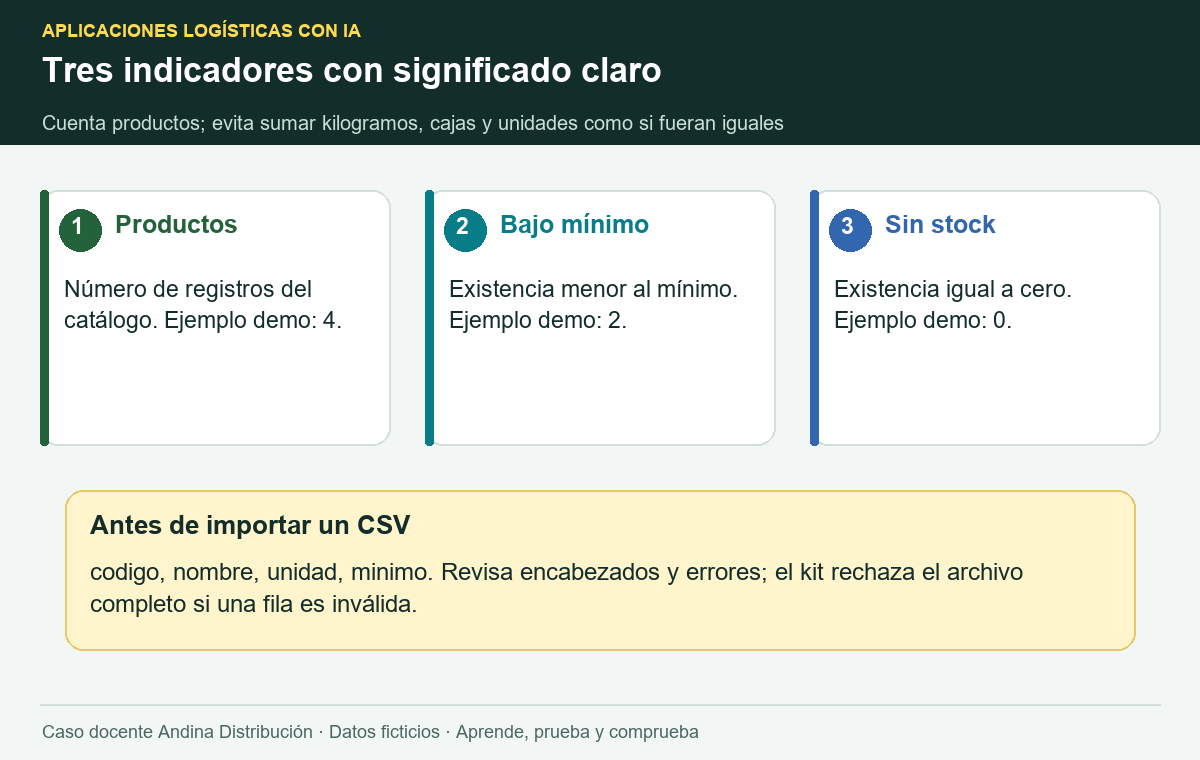 APLICACIONES LOGÍSTICAS CON IA
Tres indicadores con significado claro
Cuenta productos; evita sumar kilogramos, cajas y unidades como si fueran iguales
1 Productos
Número de registros del
catálogo. Ejemplo demo: 4.
2 Bajo mínimo
Existencia menor al mínimo.
Ejemplo demo: 2.
3 Sin stock
Existencia igual a cero.
Ejemplo demo: 0.
Antes de importar un CSV
codigo, nombre, unidad, minimo. Revisa encabezados y errores; el kit rechaza el archivo
completo si una fila es inválida.
Caso docente Andina Distribución · Datos ficticios · Aprende, prueba y comprueba